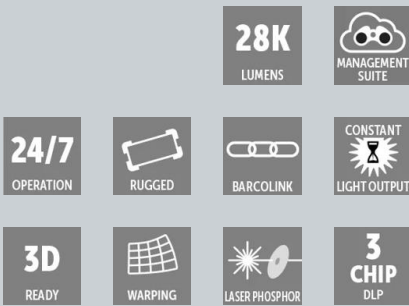 28K
LUMENS
MANAGEMENT
SUITE
24/7
OPERATION
RUGGED
BARCOLINK
CONSTANT
LIGHT OUTPUT
3D
READY
WARPING
LASER PHOSPHOR
3
CHIP
DLP